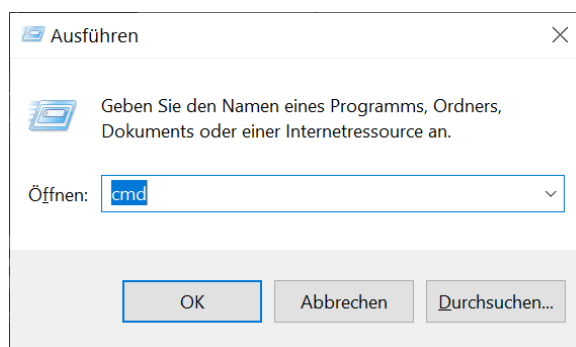 Ausführen
Geben Sie den Namen eines Programms, Ordners,
Dokuments oder einer Internetressource an.
Öffnen: cmd
OK Abbrechen Durchsuchen...